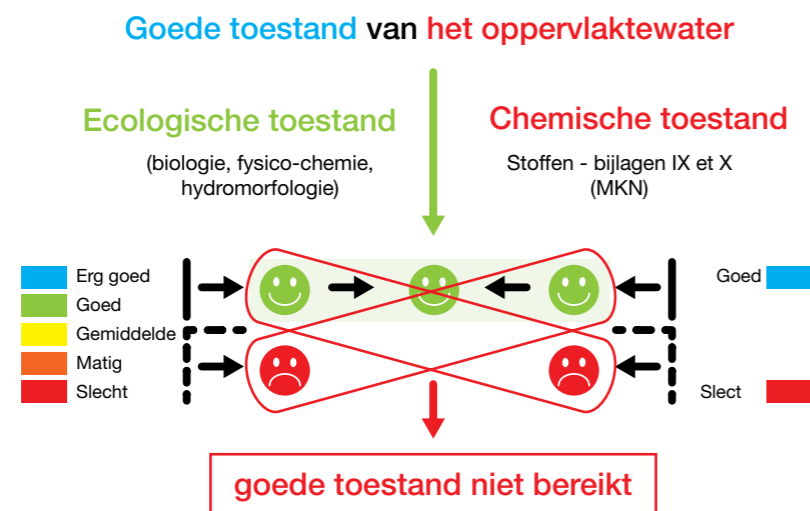 Goede toestand van het oppervlaktewater
Ecologische toestand
(biologie, fysico-chemie,
hydromorfologie)
Chemische toestand
Stoffen - bijlagen IX et X
(MKN)
Erg goed
Goed
Gemiddelde
Matig
Slecht
Goed
Slect
goede toestand niet bereikt